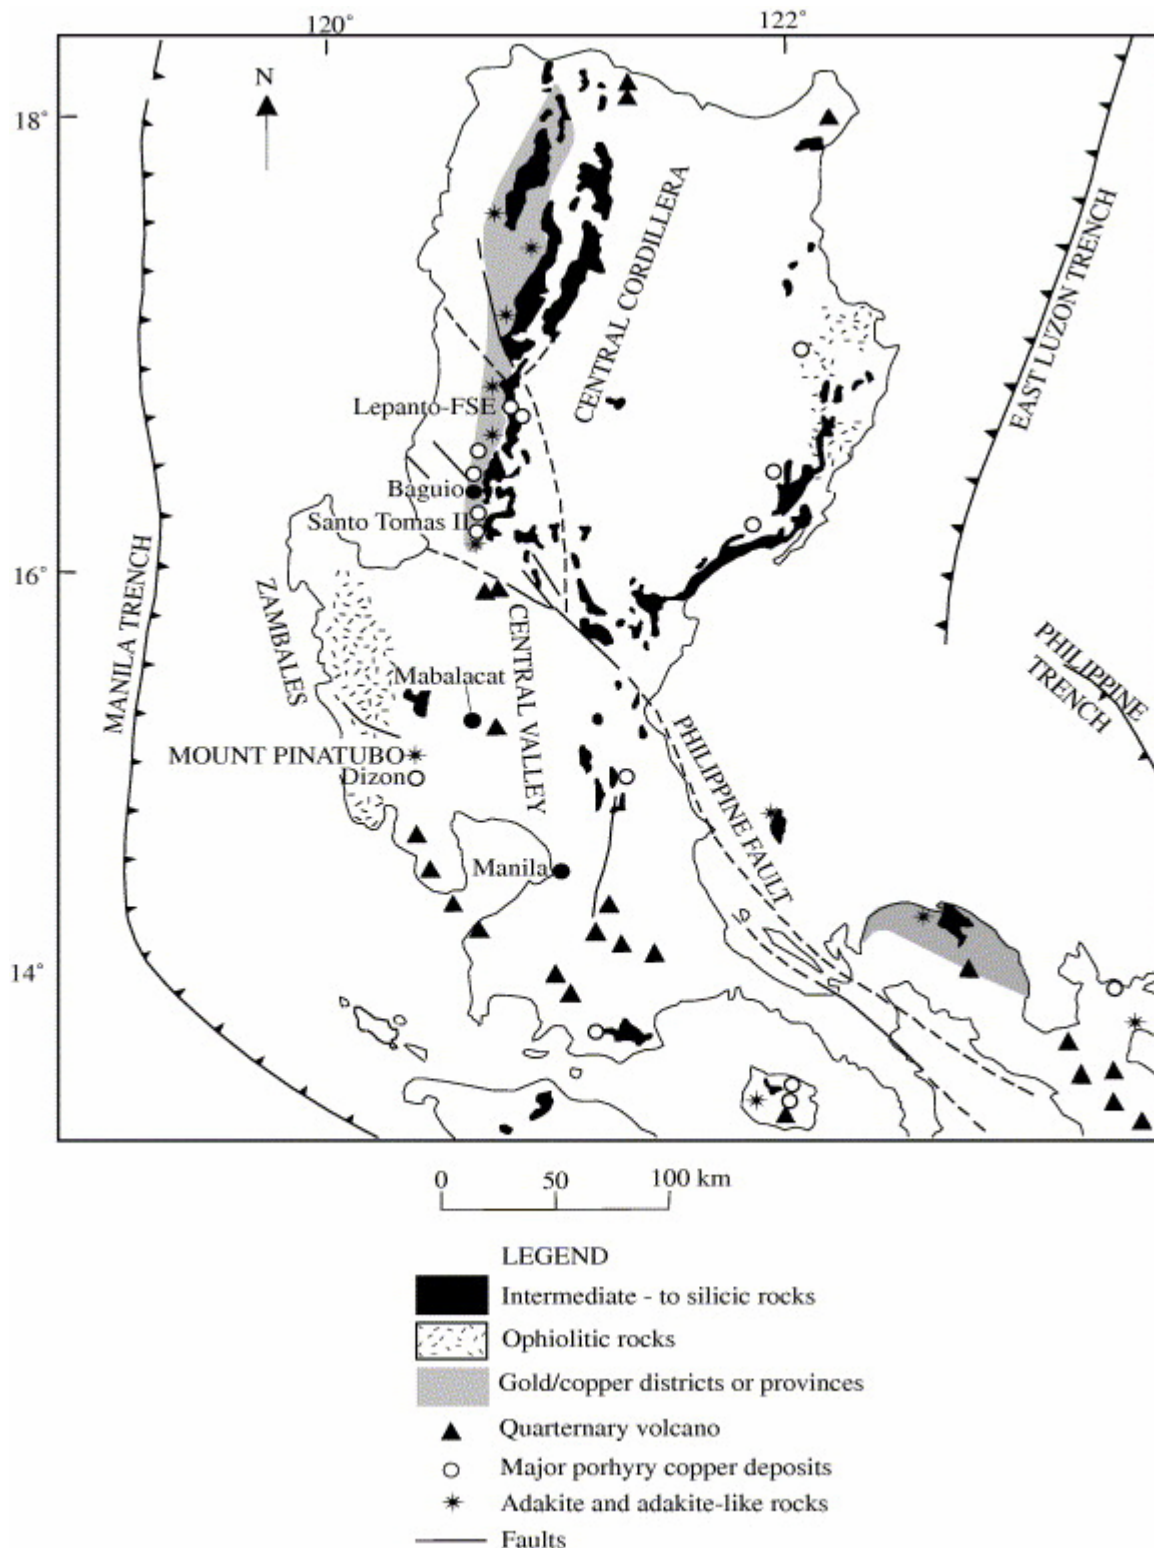 120°
122°
N
18°
CENTRAL CORDILLERA
EAST LUZON TRENCH
Lepanto-FSE
Baguio
Santo Tomas II
16°
MANILA TRENCH
ZAMBALES
CENTRAL VALLEY
PHILIPPINE
TRENCH
Mabalacat
MOUNT PINATUBO
Dizon
PHILIPPINE FAULT
Manila
14°
0 50 100 km
LEGEND
Intermediate - to silicic rocks
Ophiolitic rocks
Gold/copper districts or provinces
Quarternary volcano
Major porhyry copper deposits
Adakite and adakite-like rocks
Faults